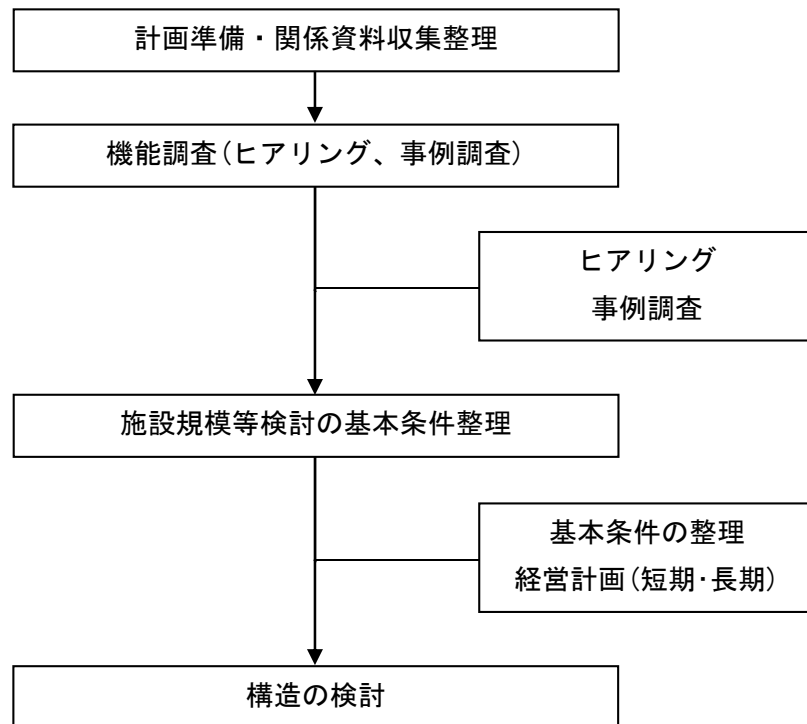 計画準備・関係資料収集整理
機能調査(ヒアリング、事例調査)
ヒアリング
事例調査
施設規模等検討の基本条件整理
基本条件の整理
経営計画(短期・長期)
構造の検討